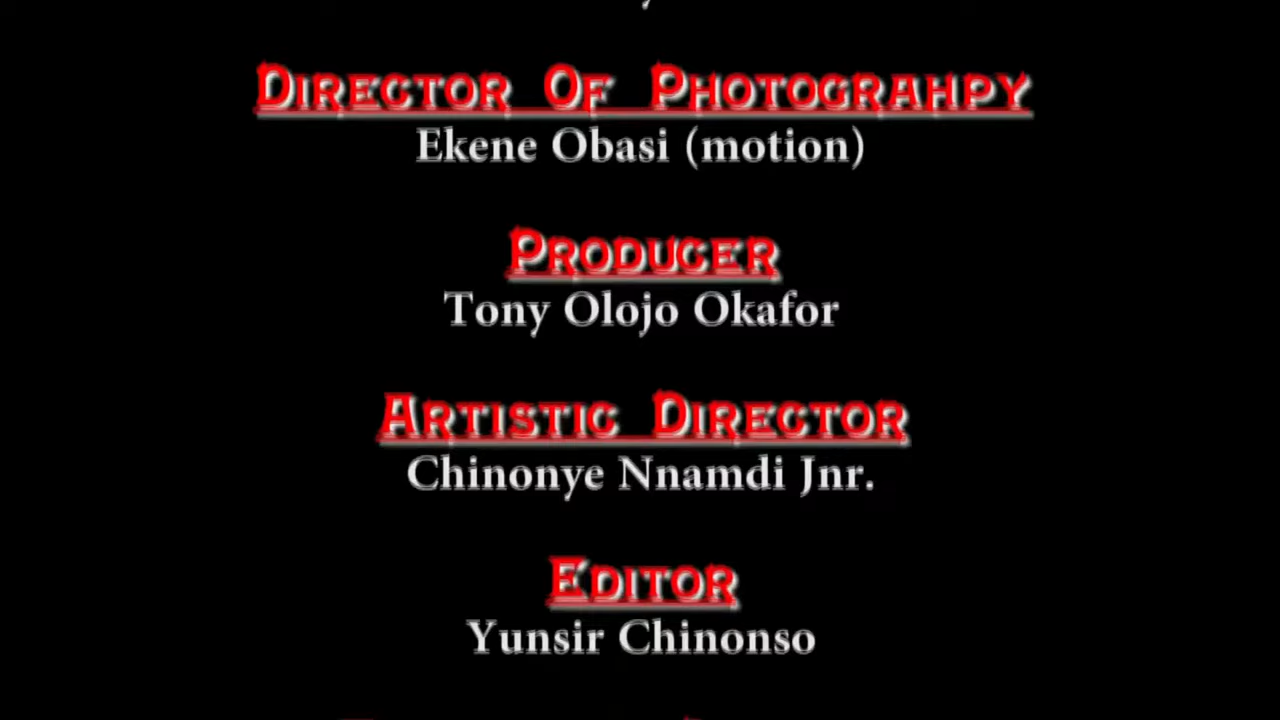 Director Of Photograhpy
Ekene Obasi (motion)
Producer
Tony Olojo Okafor
Artistic Director
Chinonye Nnamdi Jnr.
Editor
Yunsir Chinonso